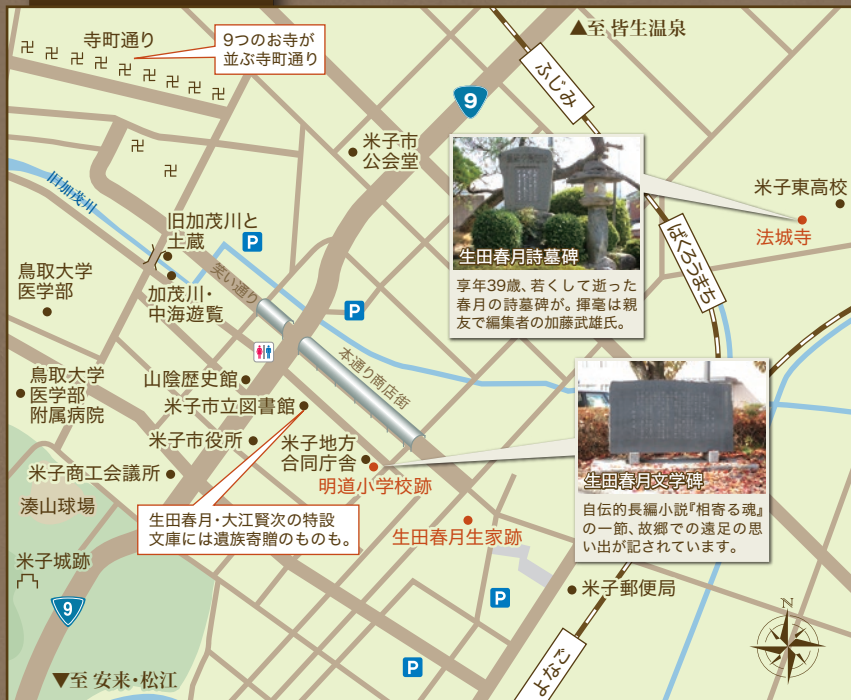 寺町通り
9つのお寺が
並ぶ寺町通り
▲至 皆生温泉
ふじみ
9
米子市
公会堂
生田春月詩墓碑
享年39歳、若くして逝った
春月の詩墓碑が。揮毫は親
友で編集者の加藤武雄氏。
米子東高校
法城寺
ばくろうまち
旧加茂川
旧加茂川と
土蔵
P
鳥取大学
医学部
加茂川・
中海遊覧
笑い通り
P
本通り商店街
鳥取大学
医学部
附属病院
山陰歴史館
米子市立図書館
米子市役所
米子地方
合同庁舎
明道小学校跡
米子商工会議所
湊山球場
生田春月・大江賢次の特設
文庫には遺族寄贈のものも。
生田春月生家跡
生田春月文学碑
自伝的長編小説『相寄る魂』
の一節、故郷での遠足の思
い出が記されています。
米子城跡
9
P
米子郵便局
N
P
▼至 安来・松江